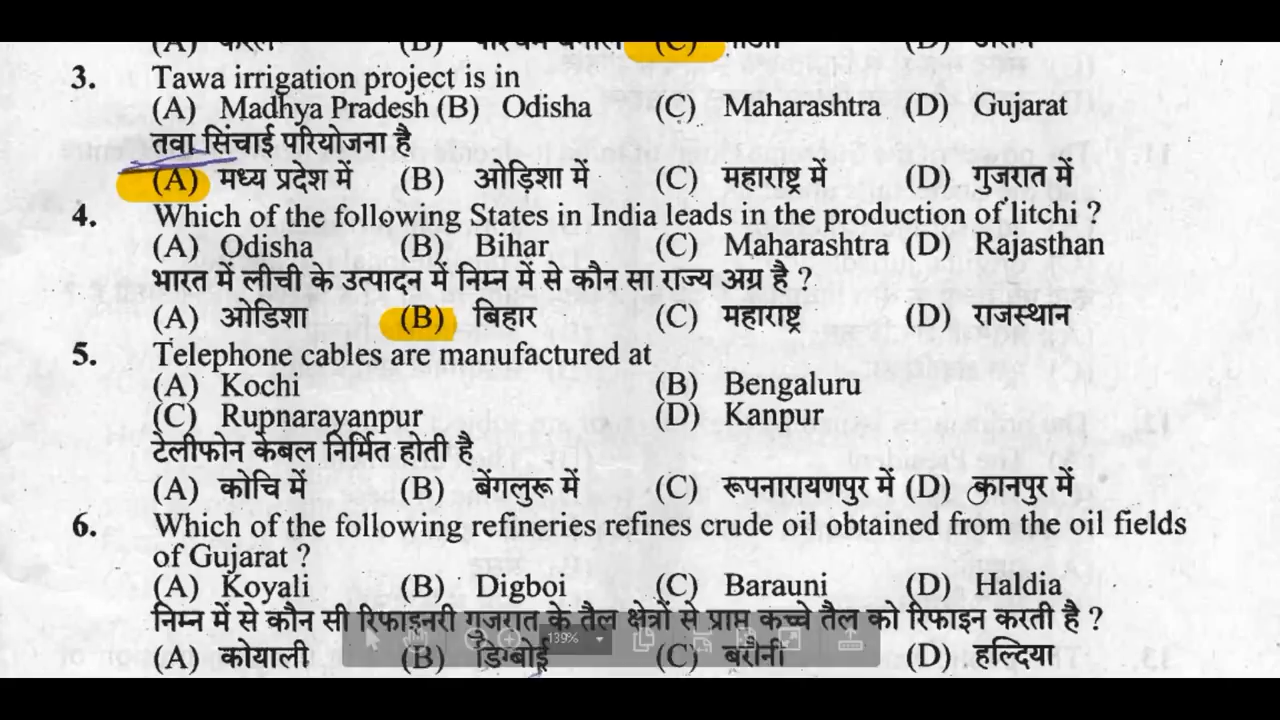 (A) केरल (B) पश्चिम बंगाल (C) गोआ (D) असम
3. Tawa irrigation project is in
(A) Madhya Pradesh (B) Odisha (C) Maharashtra (D) Gujarat
तवा सिंचाई परियोजना है
(A) मध्य प्रदेश में (B) ओड़िशा में (C) महाराष्ट्र में (D) गुजरात में
4. Which of the following States in India leads in the production of litchi ?
(A) Odisha (B) Bihar (C) Maharashtra (D) Rajasthan
भारत में लीची के उत्पादन में निम्न में से कौन सा राज्य अग्र है ?
(A) ओडिशा (B) बिहार (C) महाराष्ट्र (D) राजस्थान
5. Telephone cables are manufactured at
(A) Kochi (B) Bengaluru
(C) Rupnarayanpur (D) Kanpur
टेलीफोन केबल निर्मित होती है
(A) कोचि में (B) बेंगलुरू में (C) रूपनारायणपुर में (D) कानपुर में
6. Which of the following refineries refines crude oil obtained from the oil fields
of Gujarat ?
(A) Koyali (B) Digboi (C) Barauni (D) Haldia
निम्न में से कौन सी रिफाइनरी गुजरात के तैल क्षेत्रों से प्राप्त कच्चे तैल को रिफाइन करती है ?
139%
(A) कोयाली (B) डिग्बोई (C) बरौनी (D) हल्दिया